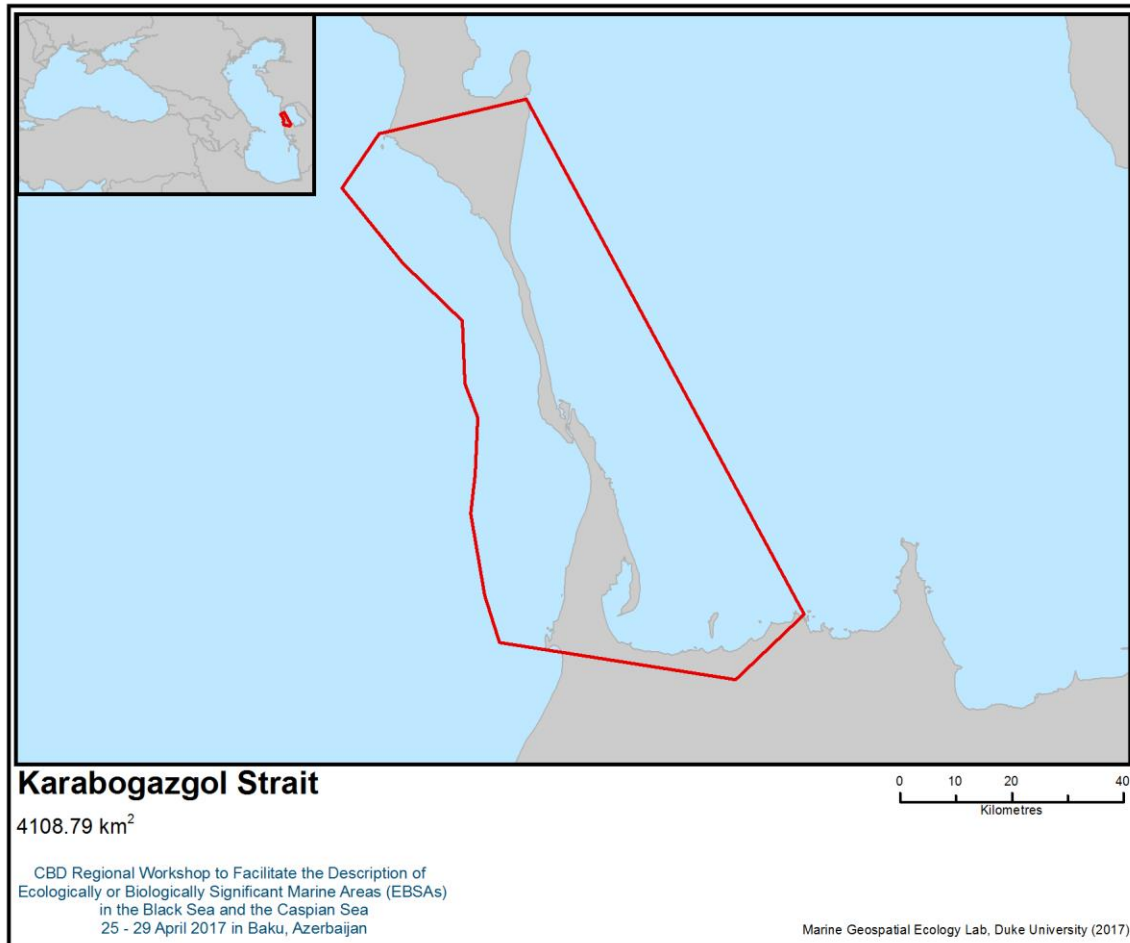 Karabogazgol Strait
4108.79 km²
0 10 20 40
Kilometres
CBD Regional Workshop to Facilitate the Description of
Ecologically or Biologically Significant Marine Areas (EBSAs)
in the Black Sea and the Caspian Sea
25 - 29 April 2017 in Baku, Azerbaijan
Marine Geospatial Ecology Lab, Duke University (2017)